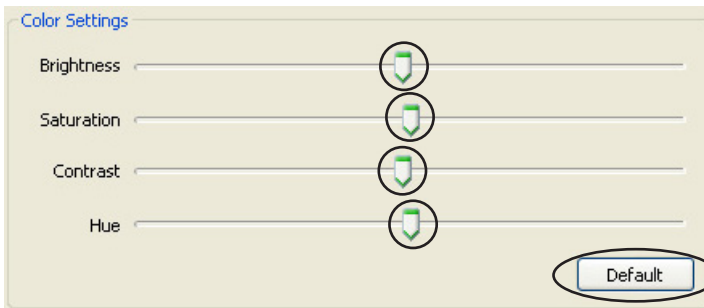 Color Settings
Brightness
Saturation
Contrast
Hue
Default